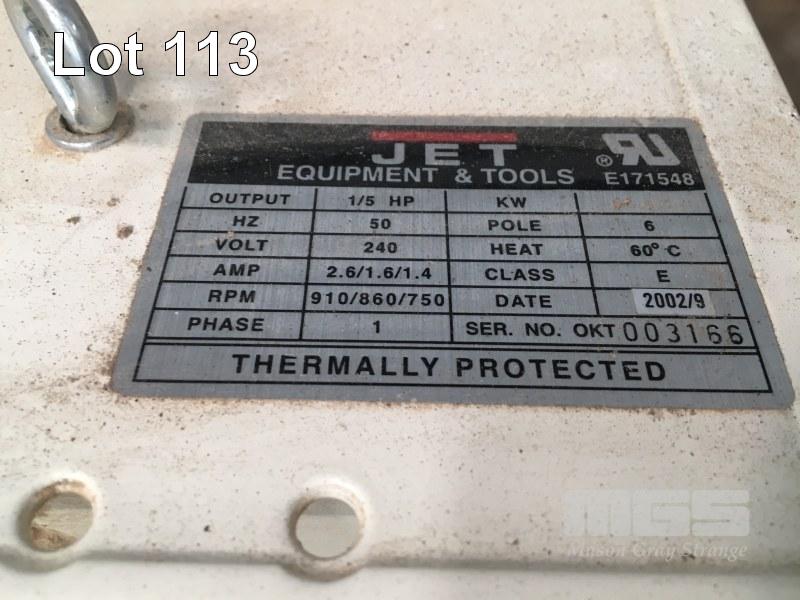 Lot 113
JET
® RU
EQUIPMENT & TOOLS E171548
OUTPUT 1/5 HP KW
HZ 50 POLE 6
VOLT 240 HEAT 60°C
AMP 2.6/1.6/1.4 CLASS E
RPM 910/860/750 DATE 2002/9
PHASE 1 SER. NO. OKT 003166
THERMALLY PROTECTED
MGS
Mason Gray Strange